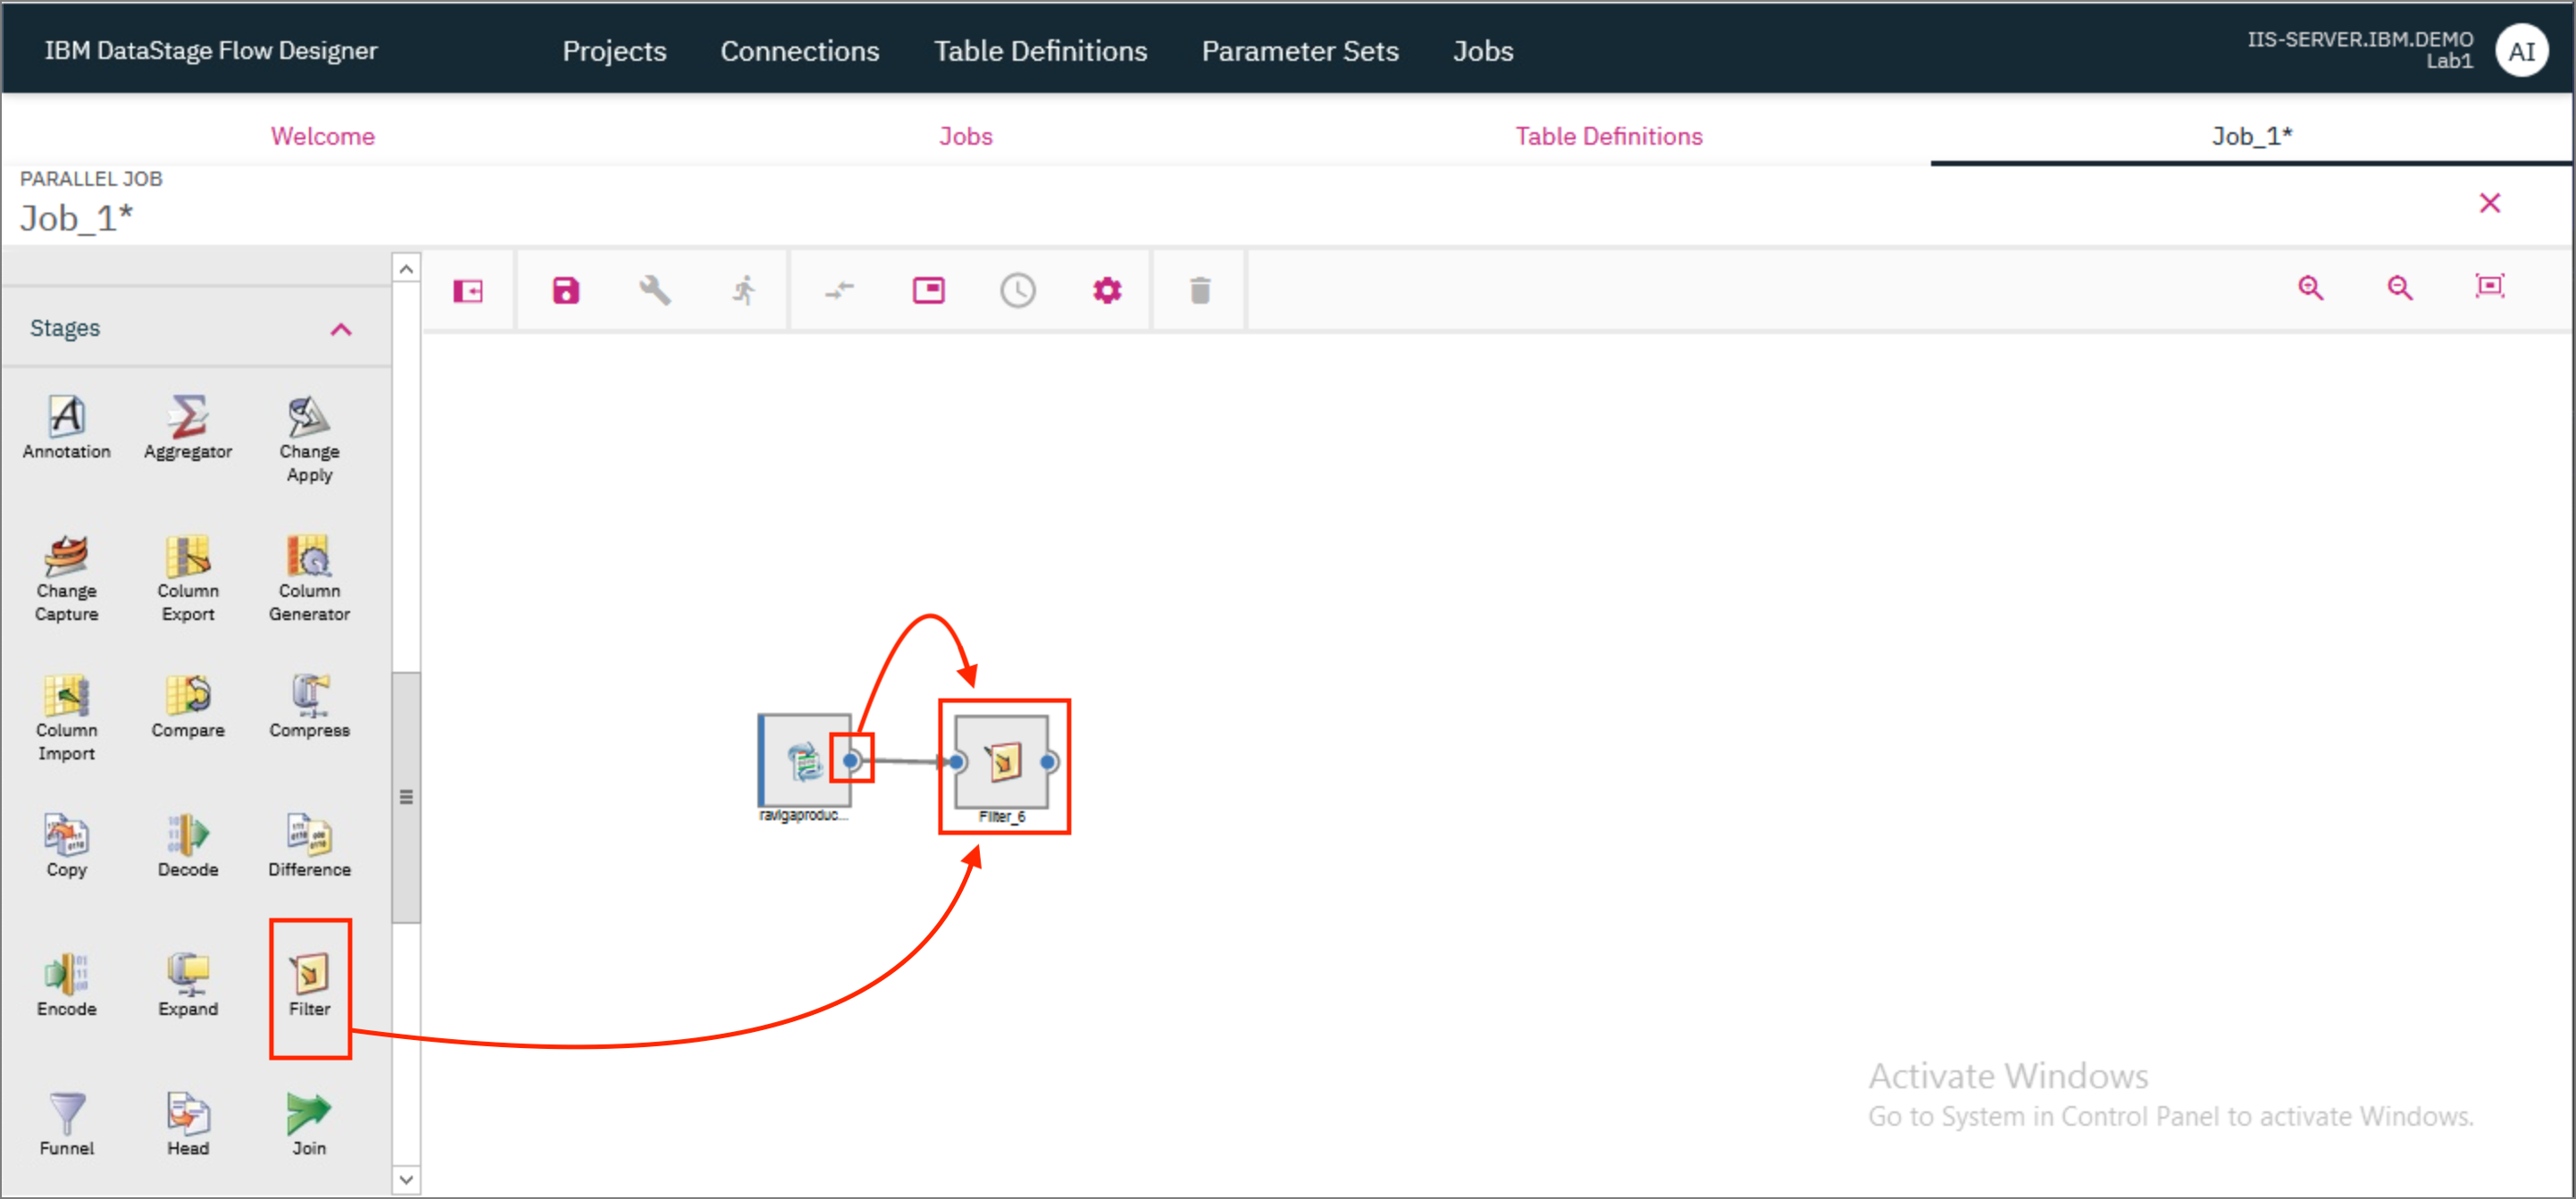 IBM DataStage Flow Designer
Projects
Connections
Table Definitions
Parameter Sets
Jobs
IIS-SERVER.IBM.DEMO
Lab1
AI
Welcome
Jobs
Table Definitions
Job_1*
PARALLEL JOB
Job_1*
Stages
Annotation
Aggregator
Change
Apply
Change
Capture
Column
Export
Column
Generator
Column
Import
Compare
Compress
Copy
Decode
Difference
Encode
Expand
Filter
Funnel
Head
Join
ravigaproduc...
Filter_6
Activate Windows
Go to System in Control Panel to activate Windows.